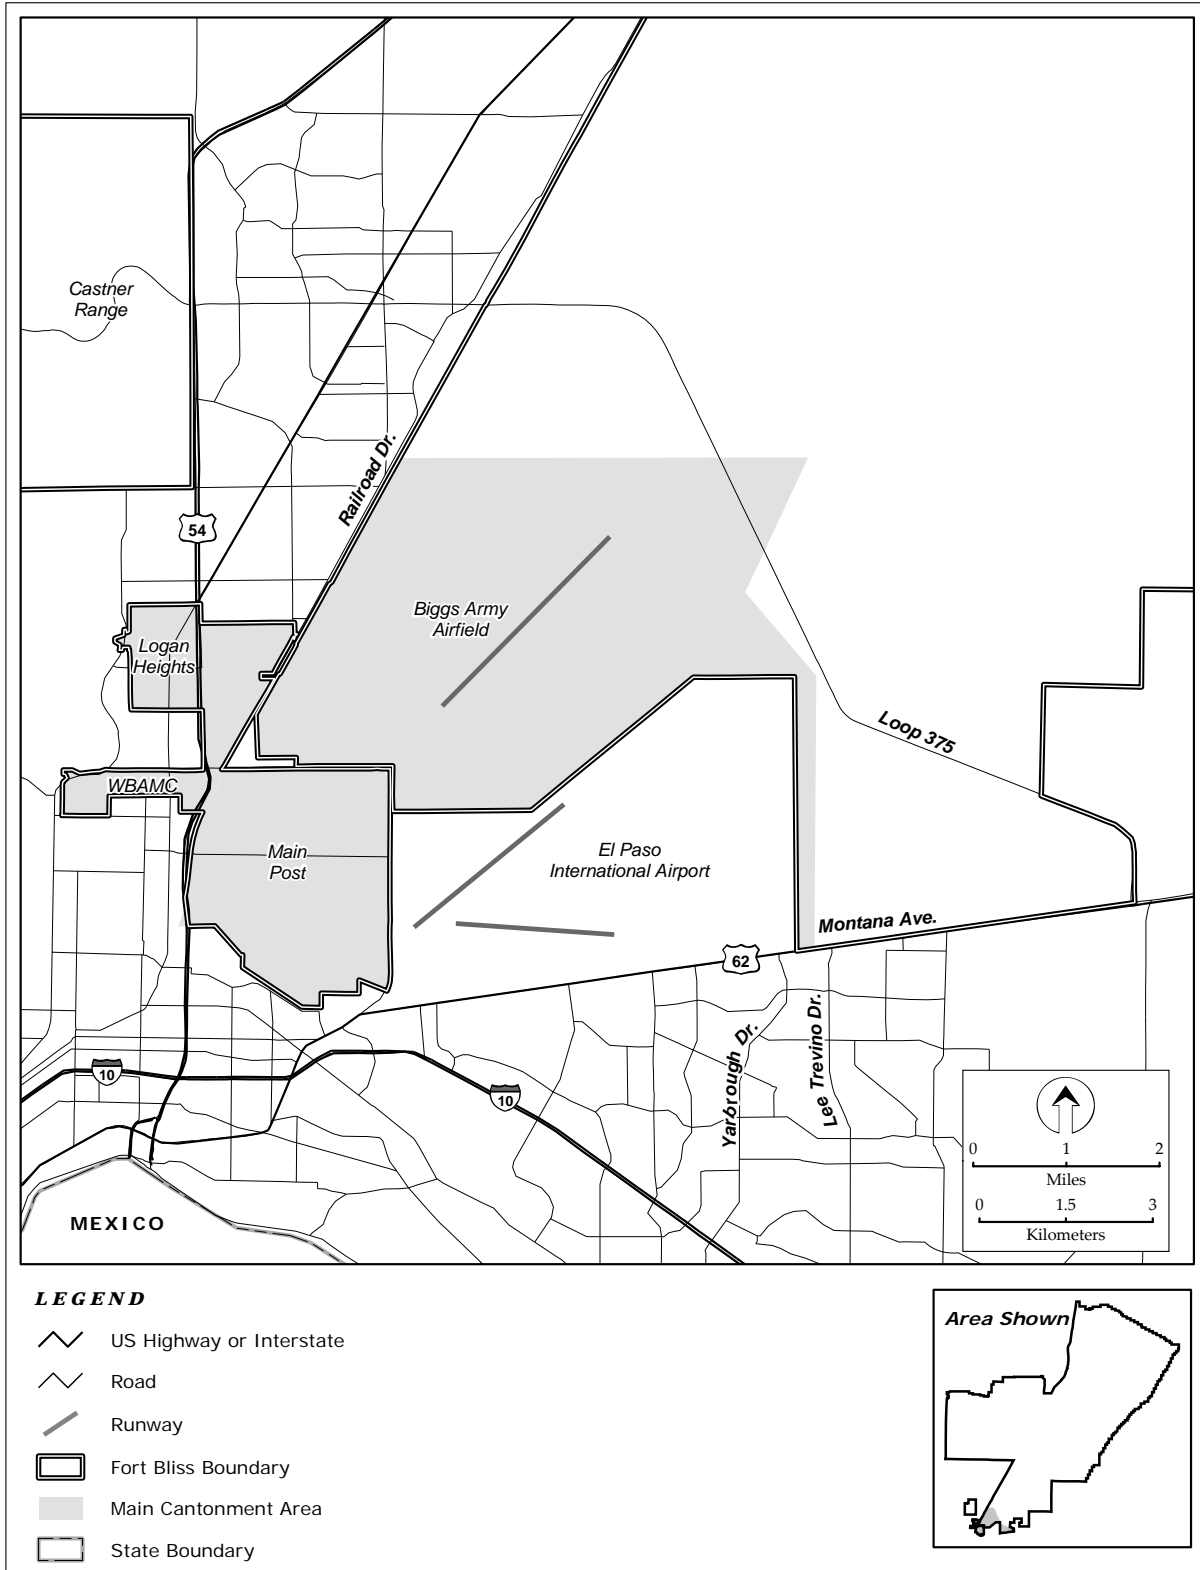 Castner
Range
Railroad Dr.
54
Biggs Army
Airfield
Logan
Heights
Loop 375
WBAMC
Main
Post
El Paso
International Airport
Montana Ave.
62
Yarbrough Dr.
Lee Trevino Dr.
10
10
0 1 2
Miles
0 1.5 3
Kilometers
MEXICO
LEGEND
US Highway or Interstate
Road
Runway
Fort Bliss Boundary
Main Cantonment Area
State Boundary
Area Shown